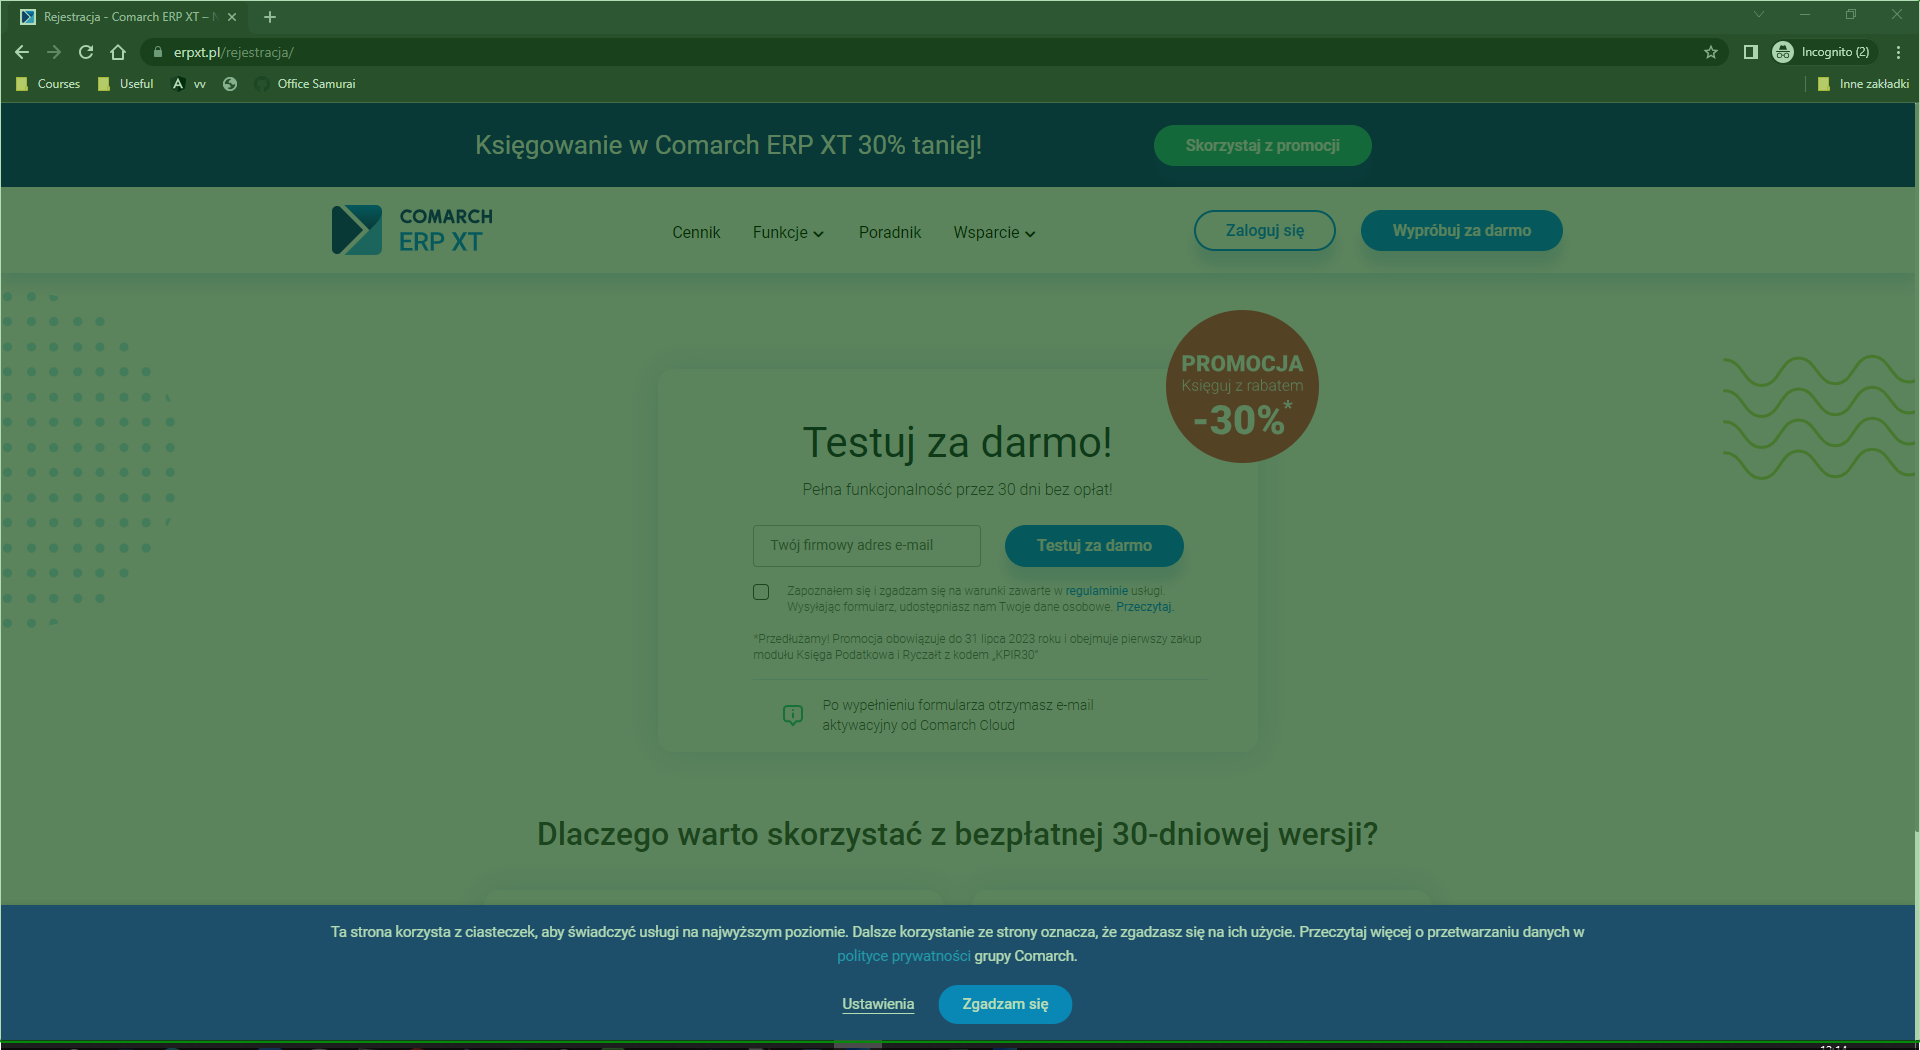 Rejestracja - Comarch ERP XT –
erpxt.pl/rejestracja/
Incognito (2)
Courses
Useful
vv
Office Samurai
Inne zakładki
Księgowanie w Comarch ERP XT 30% taniej!
Skorzystaj z promocji
COMARCH
ERP XT
Cennik
Funkcje
Poradnik
Wsparcie
Zaloguj się
Wypróbuj za darmo
PROMOCJA
Księguj z rabatem
-30%*
Testuj za darmo!
Pełna funkcjonalność przez 30 dni bez opłat!
Twój firmowy adres e-mail
Testuj za darmo
Zapoznałem się i zgadzam się na warunki zawarte w regulaminie usługi.
Wysyłając formularz, udostępniasz nam Twoje dane osobowe. Przeczytaj.
*Przedłużamy! Promocja obowiązuje do 31 lipca 2023 roku i obejmuje pierwszy zakup
modułu Księga Podatkowa i Ryczałt z kodem „KPIR30”
Po wypełnieniu formularza otrzymasz e-mail
aktywacyjny od Comarch Cloud
Dlaczego warto skorzystać z bezpłatnej 30-dniowej wersji?
Ta strona korzysta z ciasteczek, aby świadczyć usługi na najwyższym poziomie. Dalsze korzystanie ze strony oznacza, że zgadzasz się na ich użycie. Przeczytaj więcej o przetwarzaniu danych w
polityce prywatności grupy Comarch.
Ustawienia
Zgadzam się